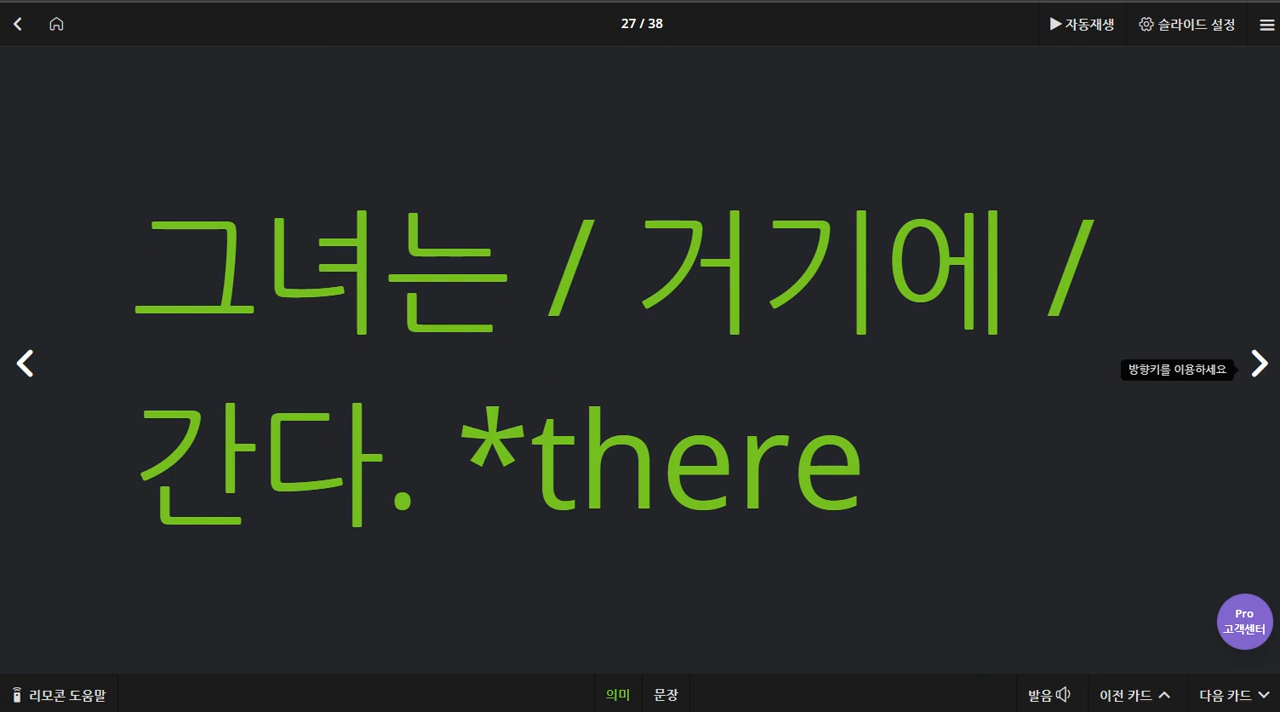 27 / 38
자동재생
슬라이드 설정
그녀는 / 거기에 /
간다. *there
방향키를 이용하세요
Pro
고객센터
리모콘 도움말
의미
문장
발음
이전 카드
다음 카드